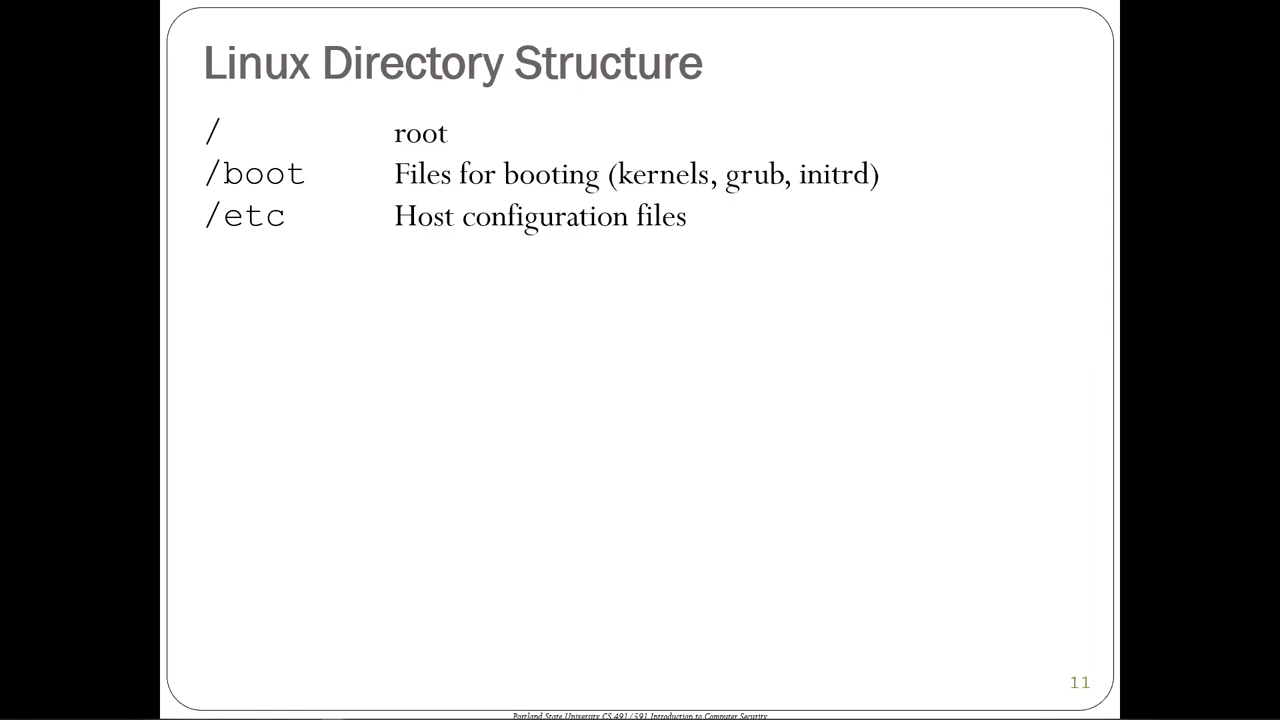 Linux Directory Structure
/ root
/boot Files for booting (kernels, grub, initrd)
/etc Host configuration files
11
Portland State University CS 491/591 Introduction to Computer Security